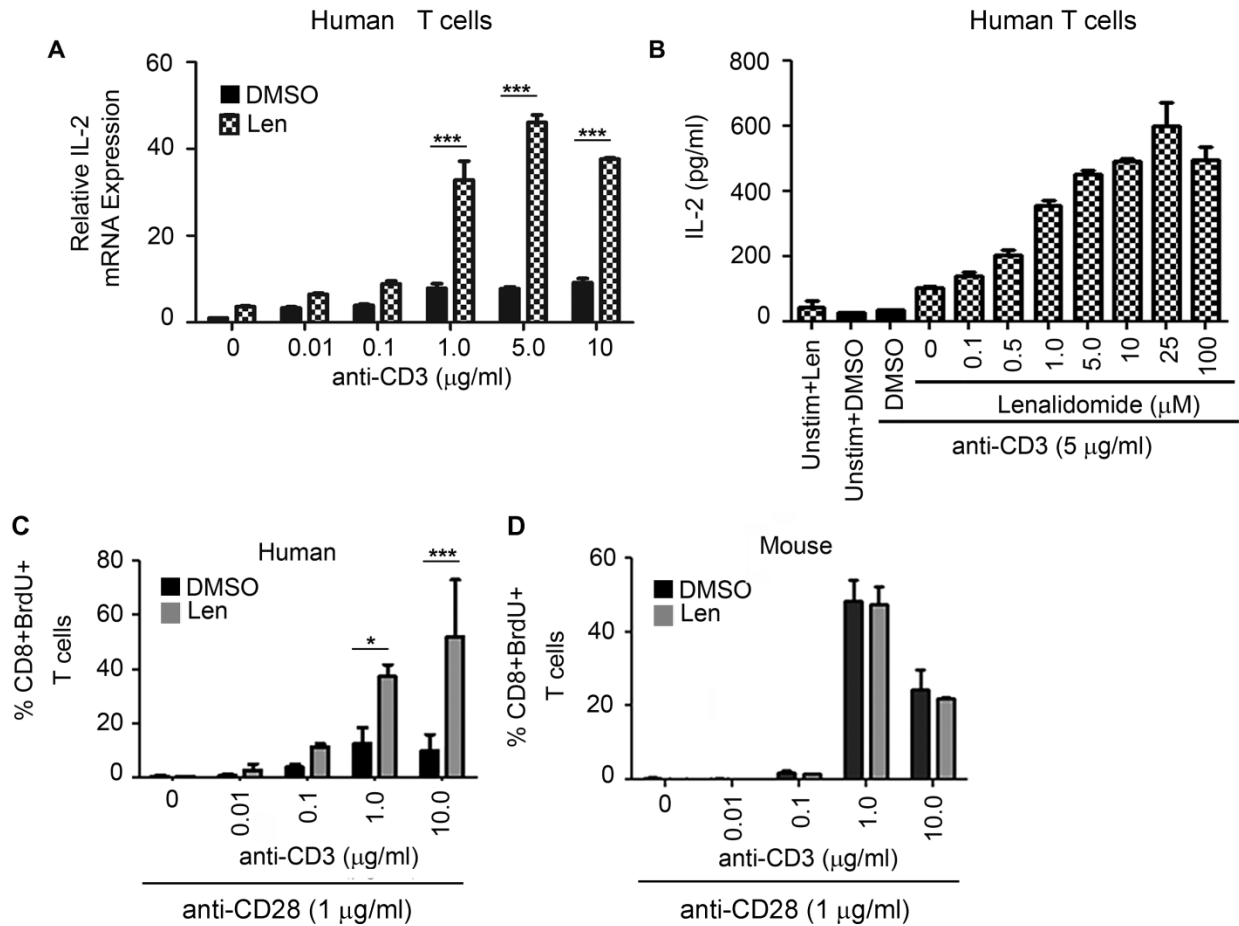 Human T cells
A
Relative IL-2
mRNA Expression
60
40
20
0
DMSO
Len
***
***
***
0
0.01
0.1
1.0
5.0
10
anti-CD3 (μg/ml)
Human T cells
B
IL-2 (pg/ml)
800
600
400
200
0
Unstim+Len
Unstim+DMSO
DMSO
0
0.1
0.5
1.0
5.0
10
25
100
Lenalidomide (μM)
anti-CD3 (5 μg/ml)
C
Human
% CD8+BrdU+
T cells
80
60
40
20
0
DMSO
Len
*
***
0
0.01
0.1
1.0
10.0
anti-CD3 (μg/ml)
anti-CD28 (1 μg/ml)
D
Mouse
% CD8+BrdU+
T cells
60
40
20
0
DMSO
Len
0
0.01
0.1
1.0
10.0
anti-CD3 (μg/ml)
anti-CD28 (1 μg/ml)